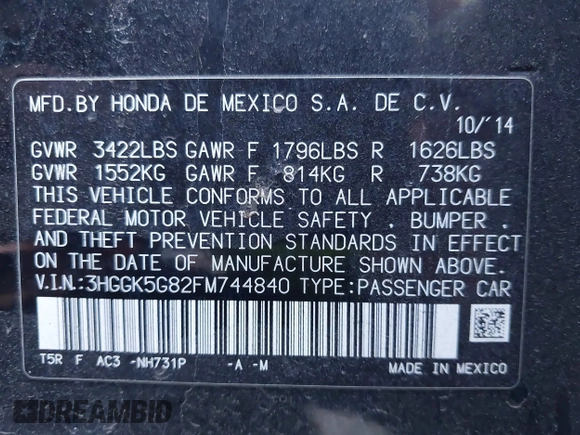 MFD.BY HONDA DE MEXICO S.A. DE C.V.
10/'14
GVWR 3422LBS GAWR F 1796LBS R 1626LBS
GVWR 1552KG GAWR F 814KG R 738KG
THIS VEHICLE CONFORMS TO ALL APPLICABLE
FEDERAL MOTOR VEHICLE SAFETY , BUMPER ,
AND THEFT PREVENTION STANDARDS IN EFFECT
ON THE DATE OF MANUFACTURE SHOWN ABOVE.
V.I.N.:3HGGK5G82FM744840 TYPE:PASSENGER CAR
T5R F AC3 -NH731P -A -M MADE IN MEXICO
DREAMBID